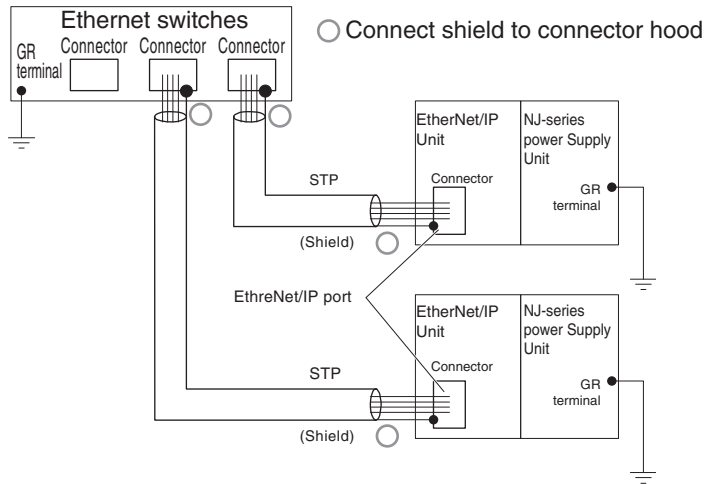 Ethernet switches
Connect shield to connector hood
GR
terminal
Connector
Connector
Connector
EtherNet/IP
Unit
NJ-series
power Supply
Unit
Connector
GR
terminal
STP
(Shield)
EthreNet/IP port
EtherNet/IP
Unit
NJ-series
power Supply
Unit
Connector
GR
terminal
STP
(Shield)